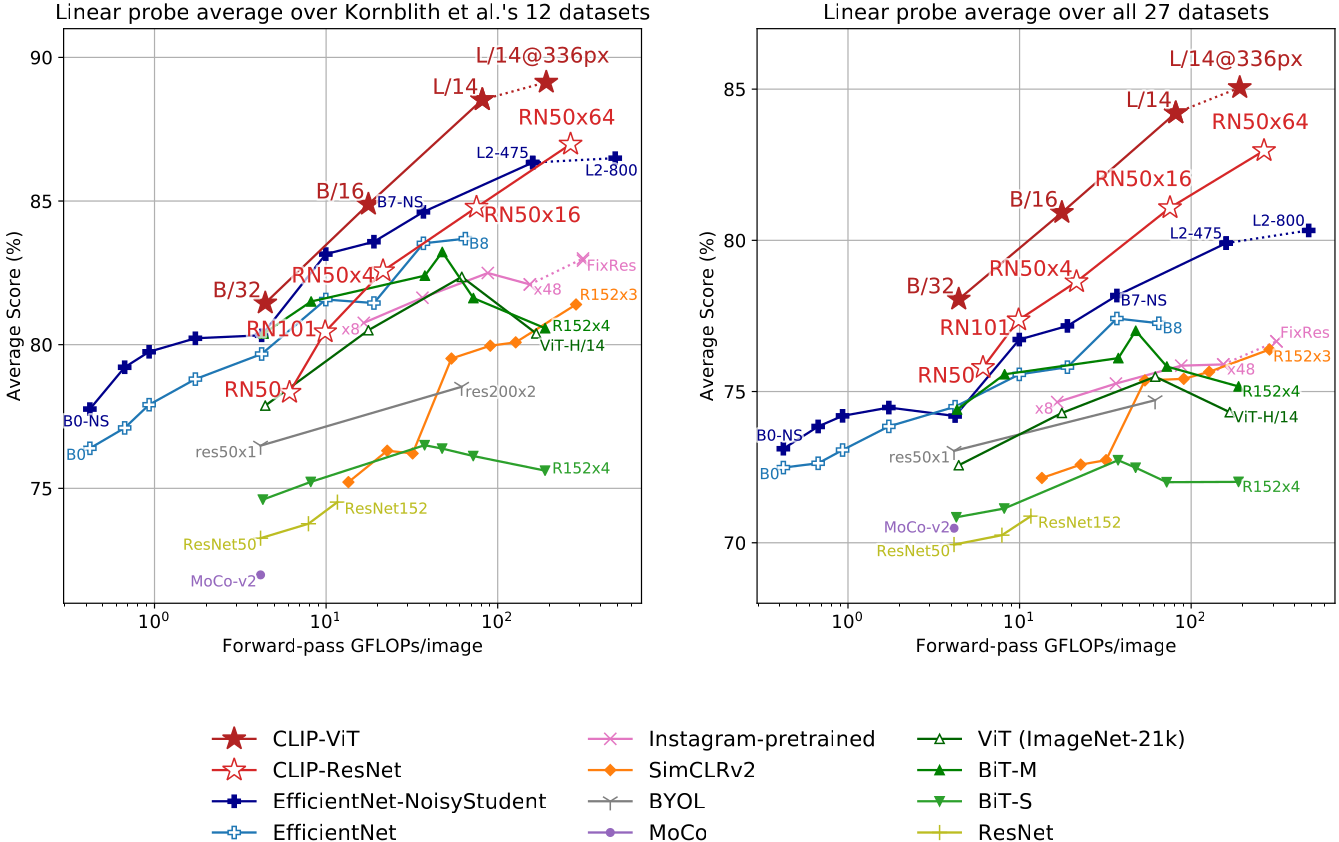 Linear probe average over Kornblith et al.'s 12 datasets
90
85
80
75
Average Score (%)
L/14@336px
L/14
RN50x64
L2-475
L2-800
B/16
B7-NS
RN50x16
B8
RN50x4
FixRes
B/32
x48
R152x3
RN101
x8
R152x4
ViT-H/14
RN50
res200x2
B0-NS
B0
res50x1
R152x4
ResNet152
ResNet50
MoCo-v2
10^0
10^1
10^2
Forward-pass GFLOPs/image
Linear probe average over all 27 datasets
85
80
75
70
Average Score (%)
L/14@336px
L/14
RN50x64
RN50x16
B/16
L2-800
L2-475
RN50x4
B/32
B7-NS
RN101
B8
FixRes
R152x3
RN50
x48
R152x4
x8
ViT-H/14
B0-NS
B0
res50x1
R152x4
MoCo-v2
ResNet152
ResNet50
10^0
10^1
10^2
Forward-pass GFLOPs/image
CLIP-ViT
CLIP-ResNet
EfficientNet-NoisyStudent
EfficientNet
Instagram-pretrained
SimCLRv2
BYOL
MoCo
ViT (ImageNet-21k)
BiT-M
BiT-S
ResNet